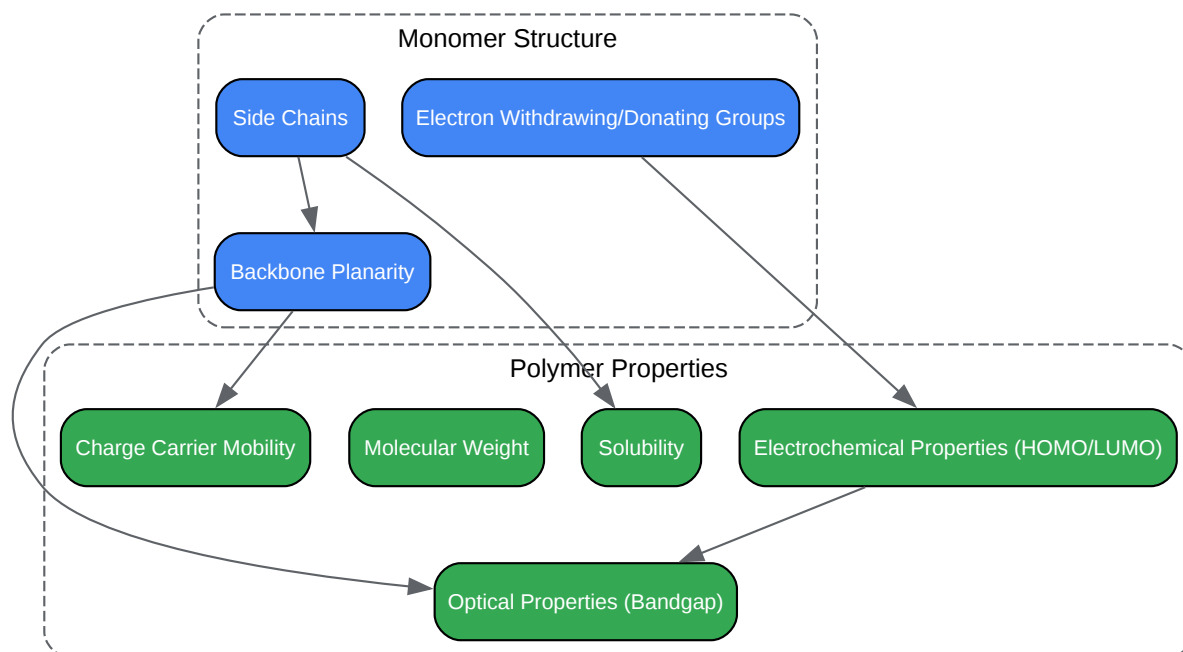 Monomer Structure
Side Chains
Electron Withdrawing/Donating Groups
Backbone Planarity
Polymer Properties
Charge Carrier Mobility
Molecular Weight
Solubility
Electrochemical Properties (HOMO/LUMO)
Optical Properties (Bandgap)